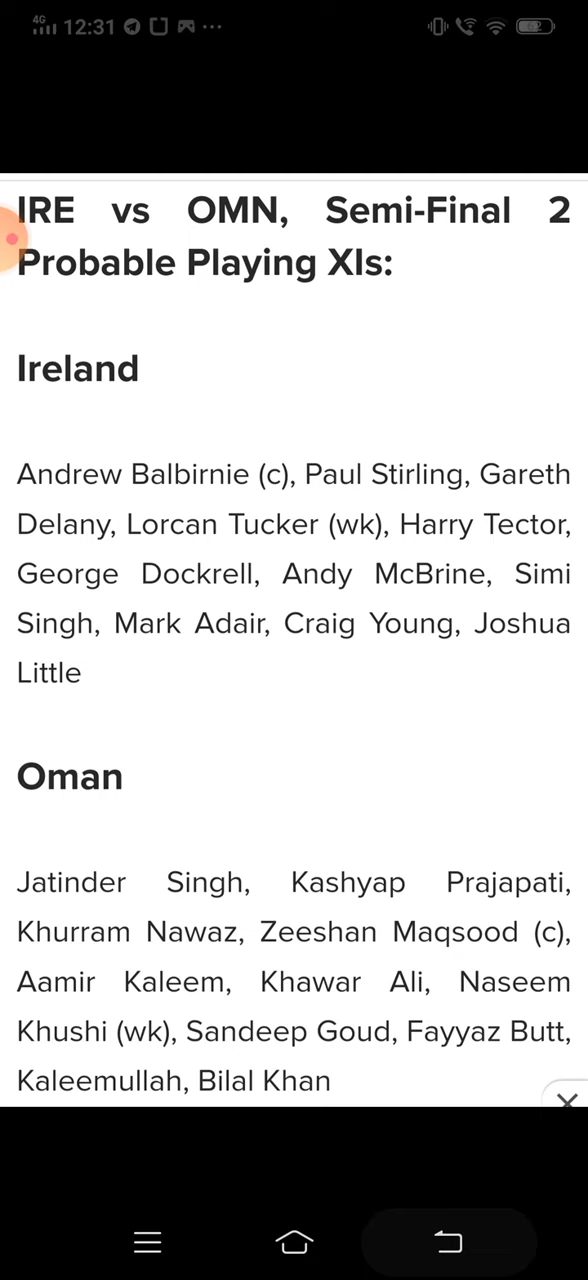 4G 12:31 62
IRE vs OMN, Semi-Final 2
Probable Playing XIs:
Ireland
Andrew Balbirnie (c), Paul Stirling, Gareth
Delany, Lorcan Tucker (wk), Harry Tector,
George Dockrell, Andy McBrine, Simi
Singh, Mark Adair, Craig Young, Joshua
Little
Oman
Jatinder Singh, Kashyap Prajapati,
Khurram Nawaz, Zeeshan Maqsood (c),
Aamir Kaleem, Khawar Ali, Naseem
Khushi (wk), Sandeep Goud, Fayyaz Butt,
Kaleemullah, Bilal Khan